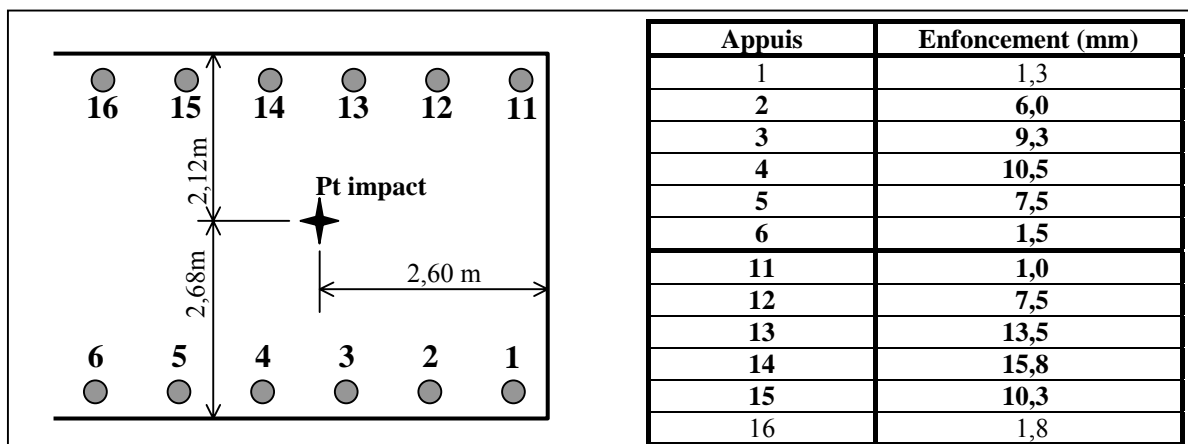 16 15 14 13 12 11
2,12m
Pt impact
2,68m
2,60 m
6 5 4 3 2 1
Appuis Enfoncement (mm)
1 1,3
2 6,0
3 9,3
4 10,5
5 7,5
6 1,5
11 1,0
12 7,5
13 13,5
14 15,8
15 10,3
16 1,8